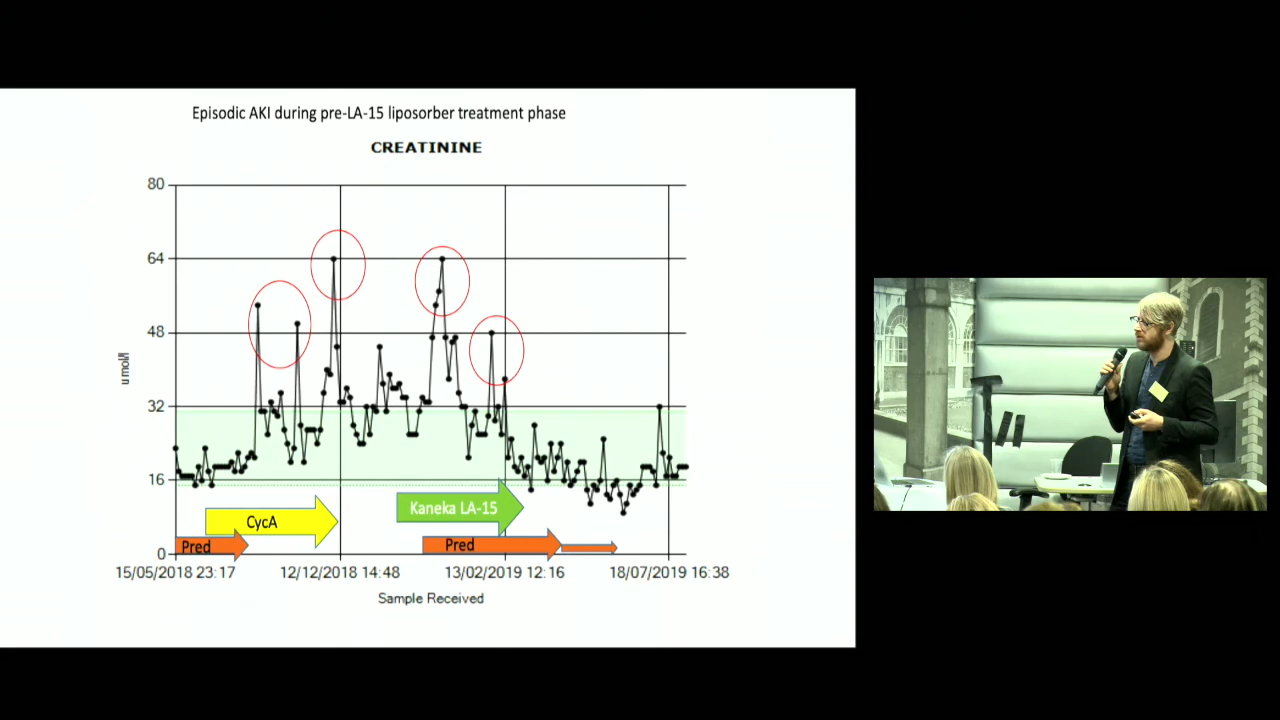 Episodic AKI during pre-LA-15 liposorber treatment phase
CREATININE
80
64
48
32
16
0
umol/l
CycA
Kaneka LA-15
Pred
Pred
15/05/2018 23:17
12/12/2018 14:48
13/02/2019 12:16
18/07/2019 16:38
Sample Received